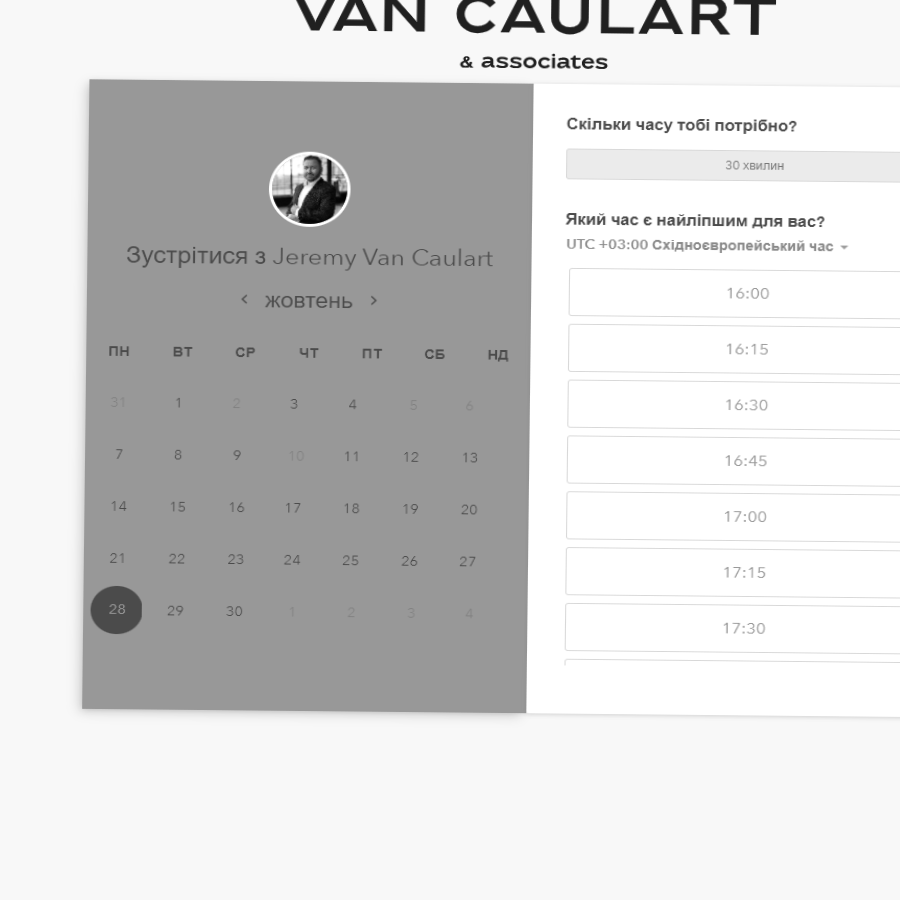 VAN CAULART
& associates
Зустрітися з Jeremy Van Caulart
жовтень
ПН ВТ СР ЧТ ПТ СБ НД
31 1 2 3 4 5 6
7 8 9 10 11 12 13
14 15 16 17 18 19 20
21 22 23 24 25 26 27
28 29 30 1 2 3 4
Скільки часу тобі потрібно?
30 хвилин
Який час є найліпшим для вас?
UTC +03:00 Східноєвропейський час
16:00
16:15
16:30
16:45
17:00
17:15
17:30